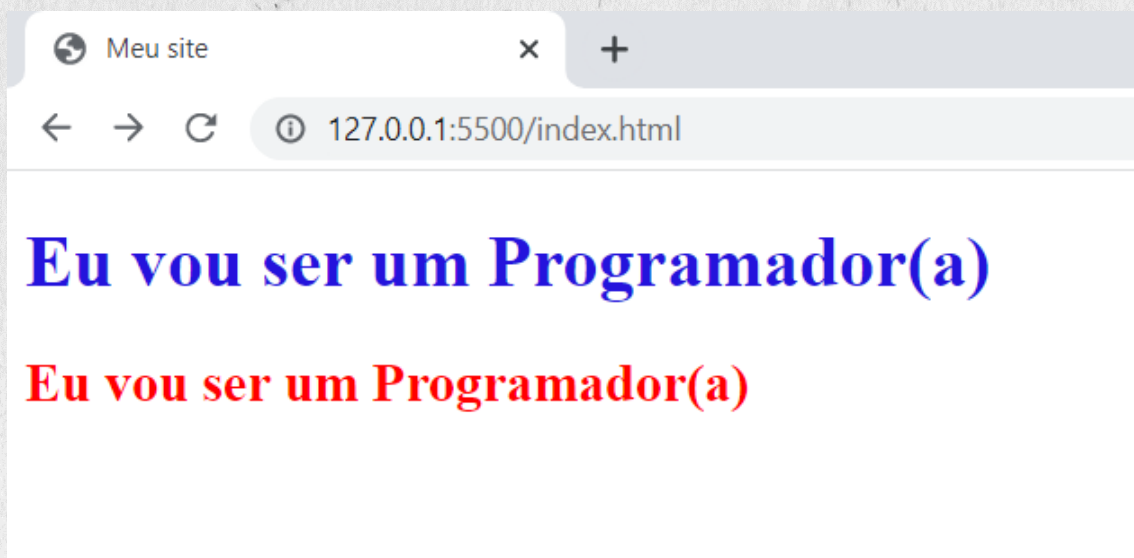 Meu site
127.0.0.1:5500/index.html
Eu vou ser um Programador(a)
Eu vou ser um Programador(a)